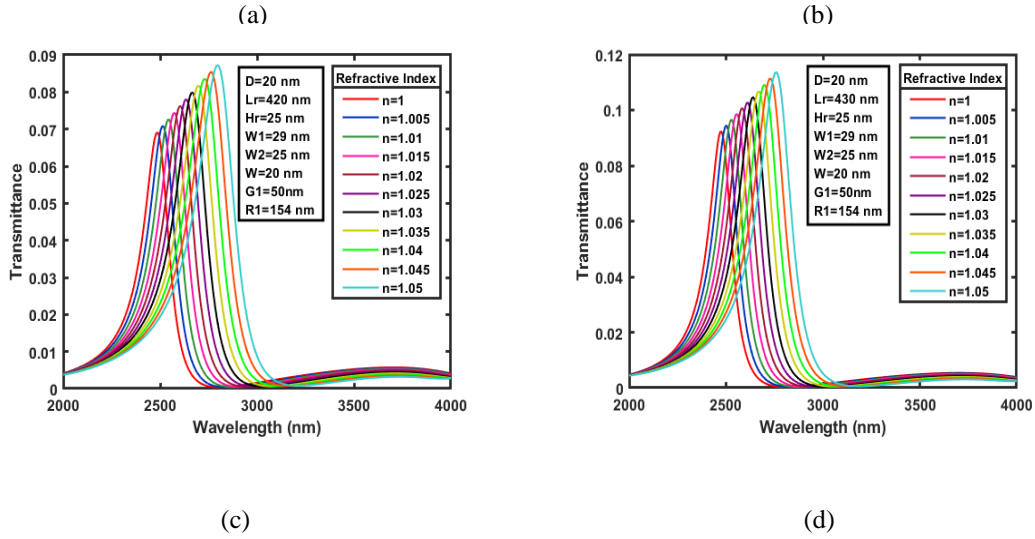 (a)
(b)
0.09
0.08
0.07
0.06
0.05
0.04
0.03
0.02
0.01
0
Transmittance
D=20 nm
Lr=420 nm
Hr=25 nm
W1=29 nm
W2=25 nm
W=20 nm
G1=50nm
R1=154 nm
Refractive Index
n=1
n=1.005
n=1.01
n=1.015
n=1.02
n=1.025
n=1.03
n=1.035
n=1.04
n=1.045
n=1.05
2000
2500
3000
3500
4000
Wavelength (nm)
0.12
0.1
0.08
0.06
0.04
0.02
0
Transmittance
D=20 nm
Lr=430 nm
Hr=25 nm
W1=29 nm
W2=25 nm
W=20 nm
G1=50nm
R1=154 nm
Refractive Index
n=1
n=1.005
n=1.01
n=1.015
n=1.02
n=1.025
n=1.03
n=1.035
n=1.04
n=1.045
n=1.05
2000
2500
3000
3500
4000
Wavelength (nm)
(c)
(d)